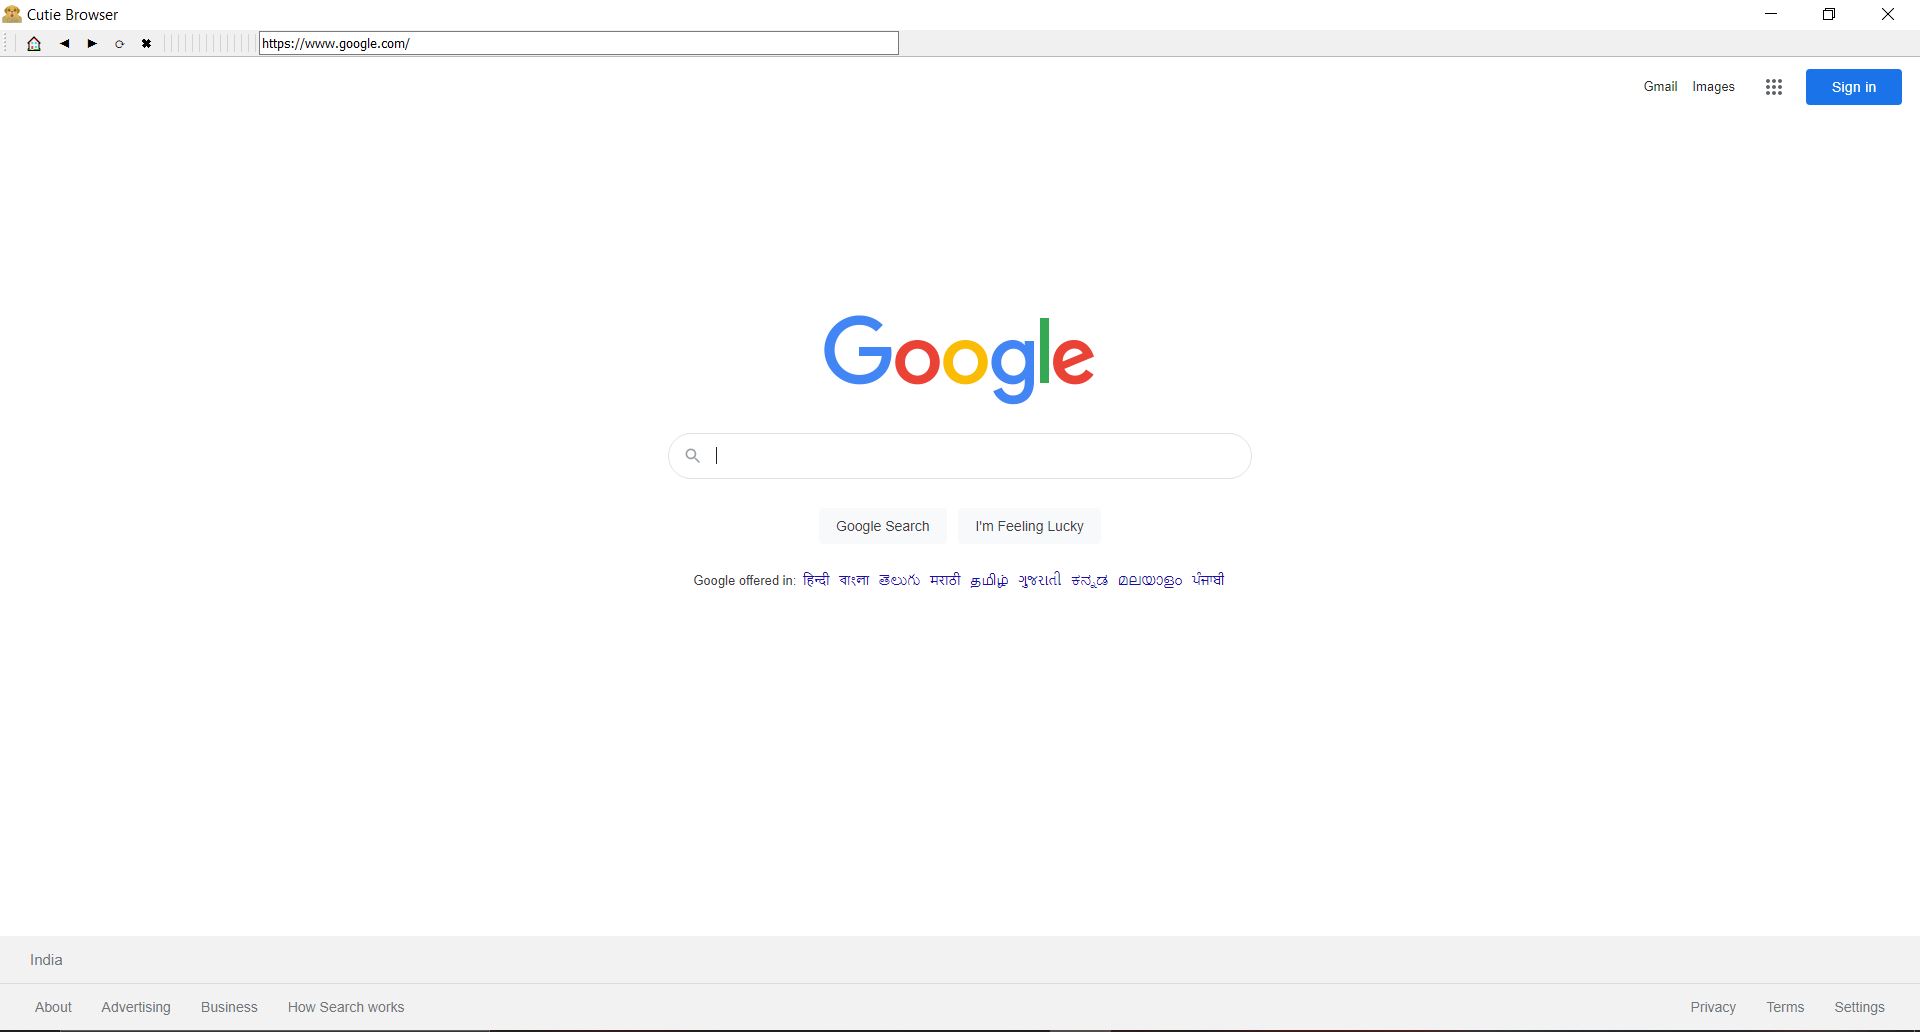 Cutie Browser
https://www.google.com/
Gmail Images Sign in
Google
Google Search I'm Feeling Lucky
Google offered in: हिन्दी বাংলা తెలుగు मराठी தமிழ் ગુજરાતી ಕನ್ನಡ മലയാളം ਪੰਜਾਬੀ
India
About Advertising Business How Search works Privacy Terms Settings